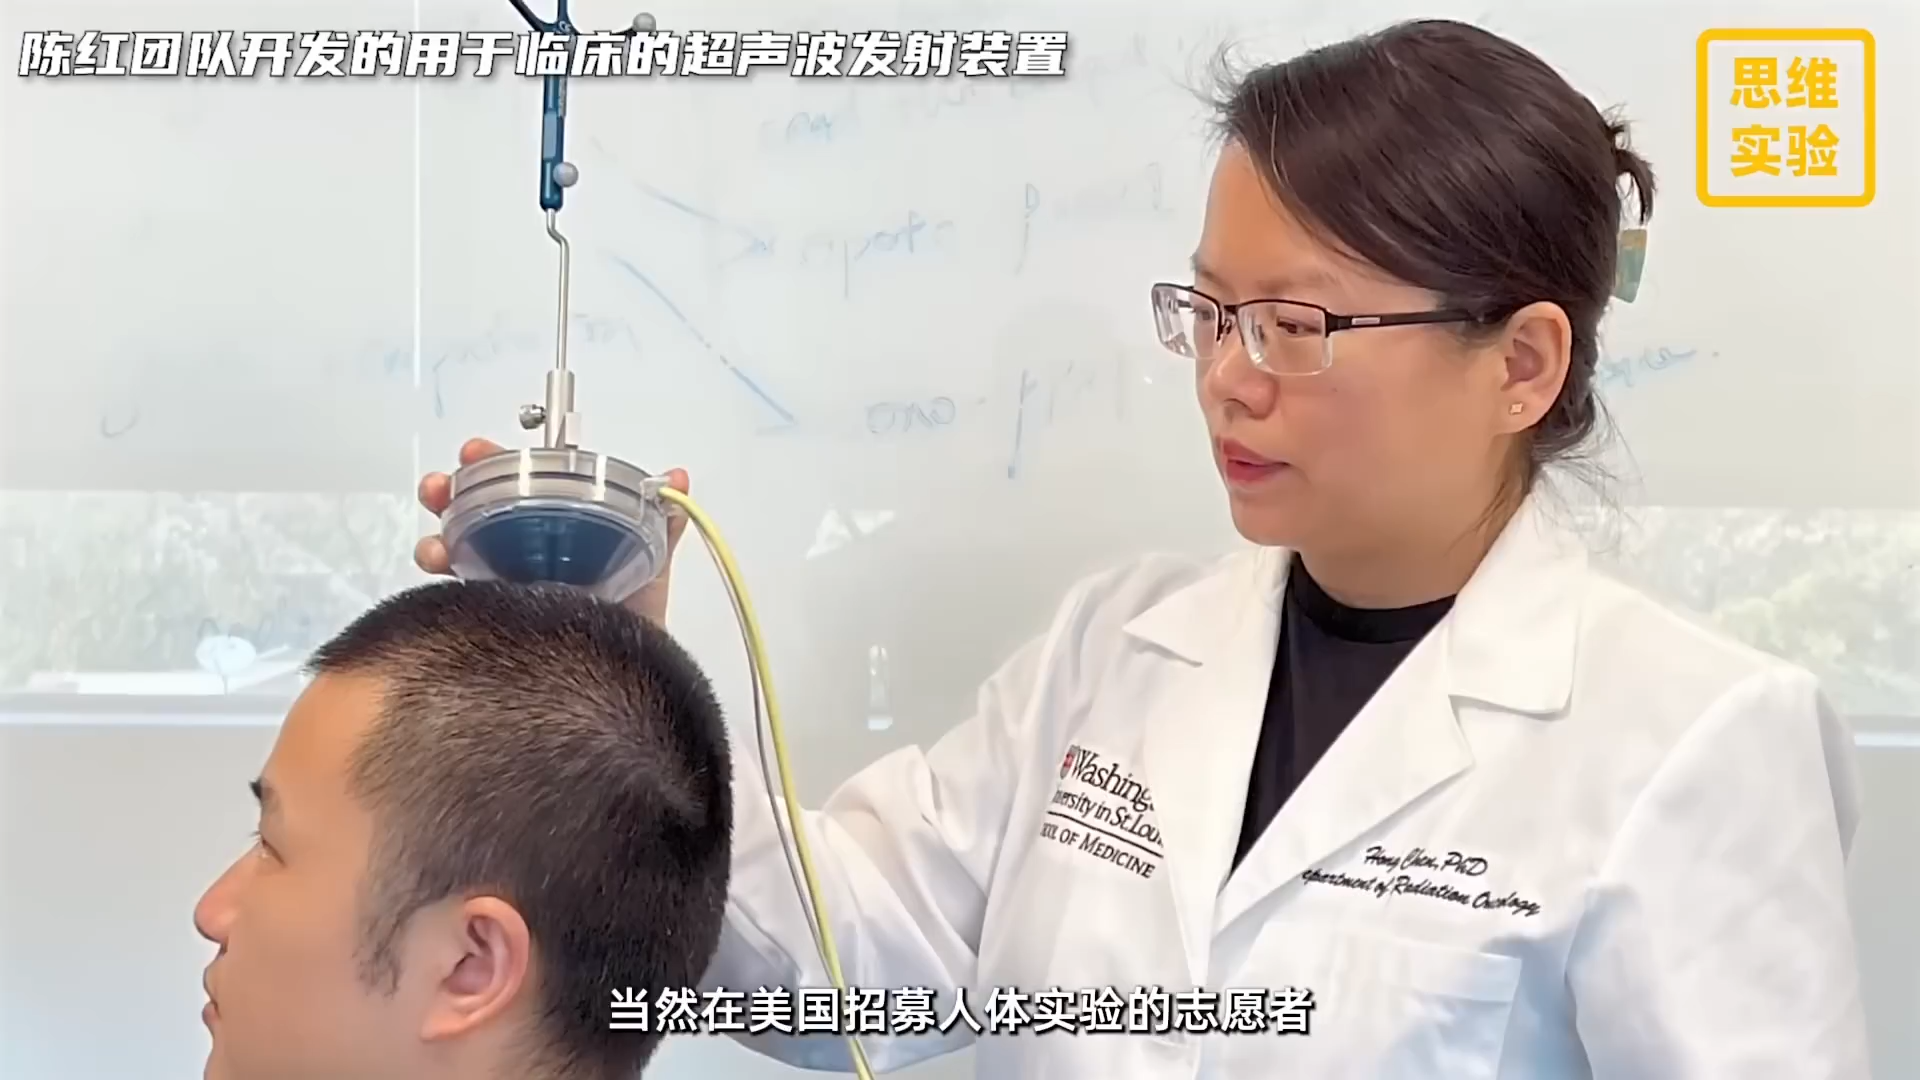 陈红团队开发的用于临床的超声波发射装置
思维
实验
Washing
versity in St.Lou
OOL OF MEDICINE
Hong Chen, PhD
epartment of Radiation Oncology
当然在美国招募人体实验的志愿者